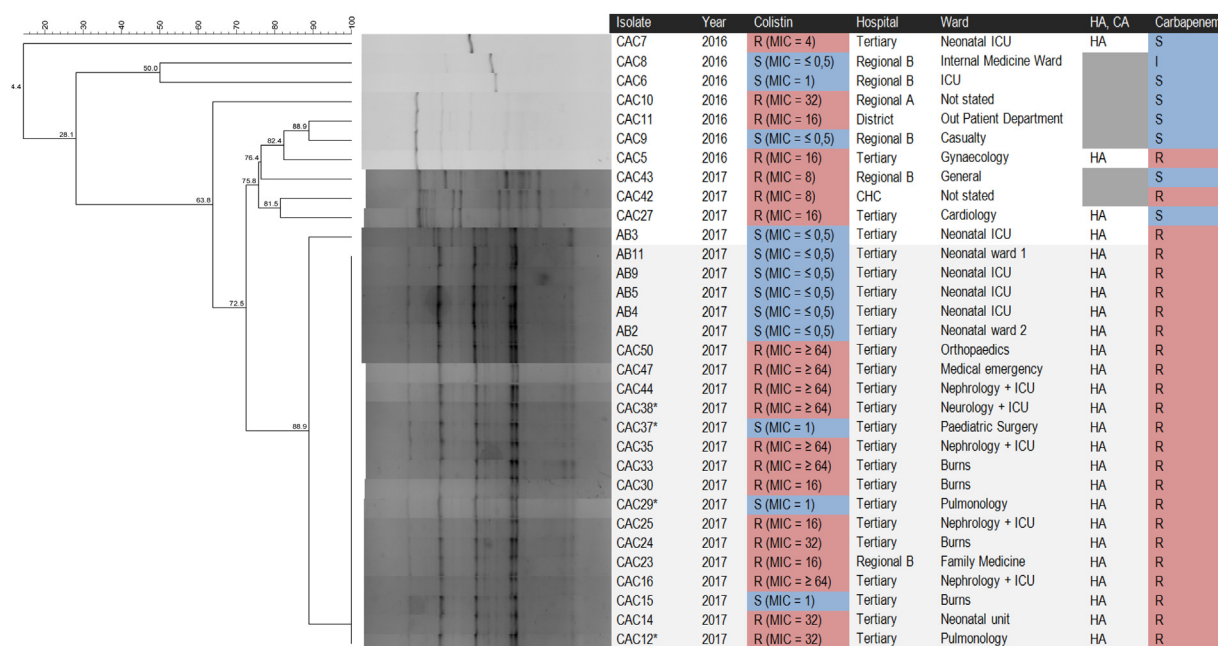 20 30 40 50 60 70 80 90 100
Isolate Year Colistin Hospital Ward HA, CA Carbapenem
CAC7 2016 R (MIC = 4) Tertiary Neonatal ICU HA S
CAC8 2016 S (MIC = ≤ 0,5) Regional B Internal Medicine Ward I
50.0
CAC6 2016 S (MIC = 1) Regional B ICU S
4.4
CAC10 2016 R (MIC = 32) Regional A Not stated S
CAC11 2016 R (MIC = 16) District Out Patient Department S
88.9
28.1
CAC9 2016 S (MIC = ≤ 0,5) Regional B Casualty S
82.4
CAC5 2016 R (MIC = 16) Tertiary Gynaecology HA R
76.4
CAC43 2017 R (MIC = 8) Regional B General S
75.8
CAC42 2017 R (MIC = 8) CHC Not stated R
63.8
81.5
CAC27 2017 R (MIC = 16) Tertiary Cardiology HA S
AB3 2017 S (MIC = ≤ 0,5) Tertiary Neonatal ICU HA R
AB11 2017 S (MIC = ≤ 0,5) Tertiary Neonatal ward 1 HA R
AB9 2017 S (MIC = ≤ 0,5) Tertiary Neonatal ICU HA R
AB5 2017 S (MIC = ≤ 0,5) Tertiary Neonatal ICU HA R
72.5
AB4 2017 S (MIC = ≤ 0,5) Tertiary Neonatal ICU HA R
AB2 2017 S (MIC = ≤ 0,5) Tertiary Neonatal ward 2 HA R
CAC50 2017 R (MIC = ≥ 64) Tertiary Orthopaedics HA R
CAC47 2017 R (MIC = ≥ 64) Tertiary Medical emergency HA R
CAC44 2017 R (MIC = ≥ 64) Tertiary Nephrology + ICU HA R
CAC38* 2017 R (MIC = ≥ 64) Tertiary Neurology + ICU HA R
88.9
CAC37* 2017 S (MIC = 1) Tertiary Paediatric Surgery HA R
CAC35 2017 R (MIC = ≥ 64) Tertiary Nephrology + ICU HA R
CAC33 2017 R (MIC = ≥ 64) Tertiary Burns HA R
CAC30 2017 R (MIC = 16) Tertiary Burns HA R
CAC29* 2017 S (MIC = 1) Tertiary Pulmonology HA R
CAC25 2017 R (MIC = 16) Tertiary Nephrology + ICU HA R
CAC24 2017 R (MIC = 32) Tertiary Burns HA R
CAC23 2017 R (MIC = 16) Regional B Family Medicine HA R
CAC16 2017 R (MIC = ≥ 64) Tertiary Nephrology + ICU HA R
CAC15 2017 S (MIC = 1) Tertiary Burns HA R
CAC14 2017 R (MIC = 32) Tertiary Neonatal unit HA R
CAC12* 2017 R (MIC = 32) Tertiary Pulmonology HA R